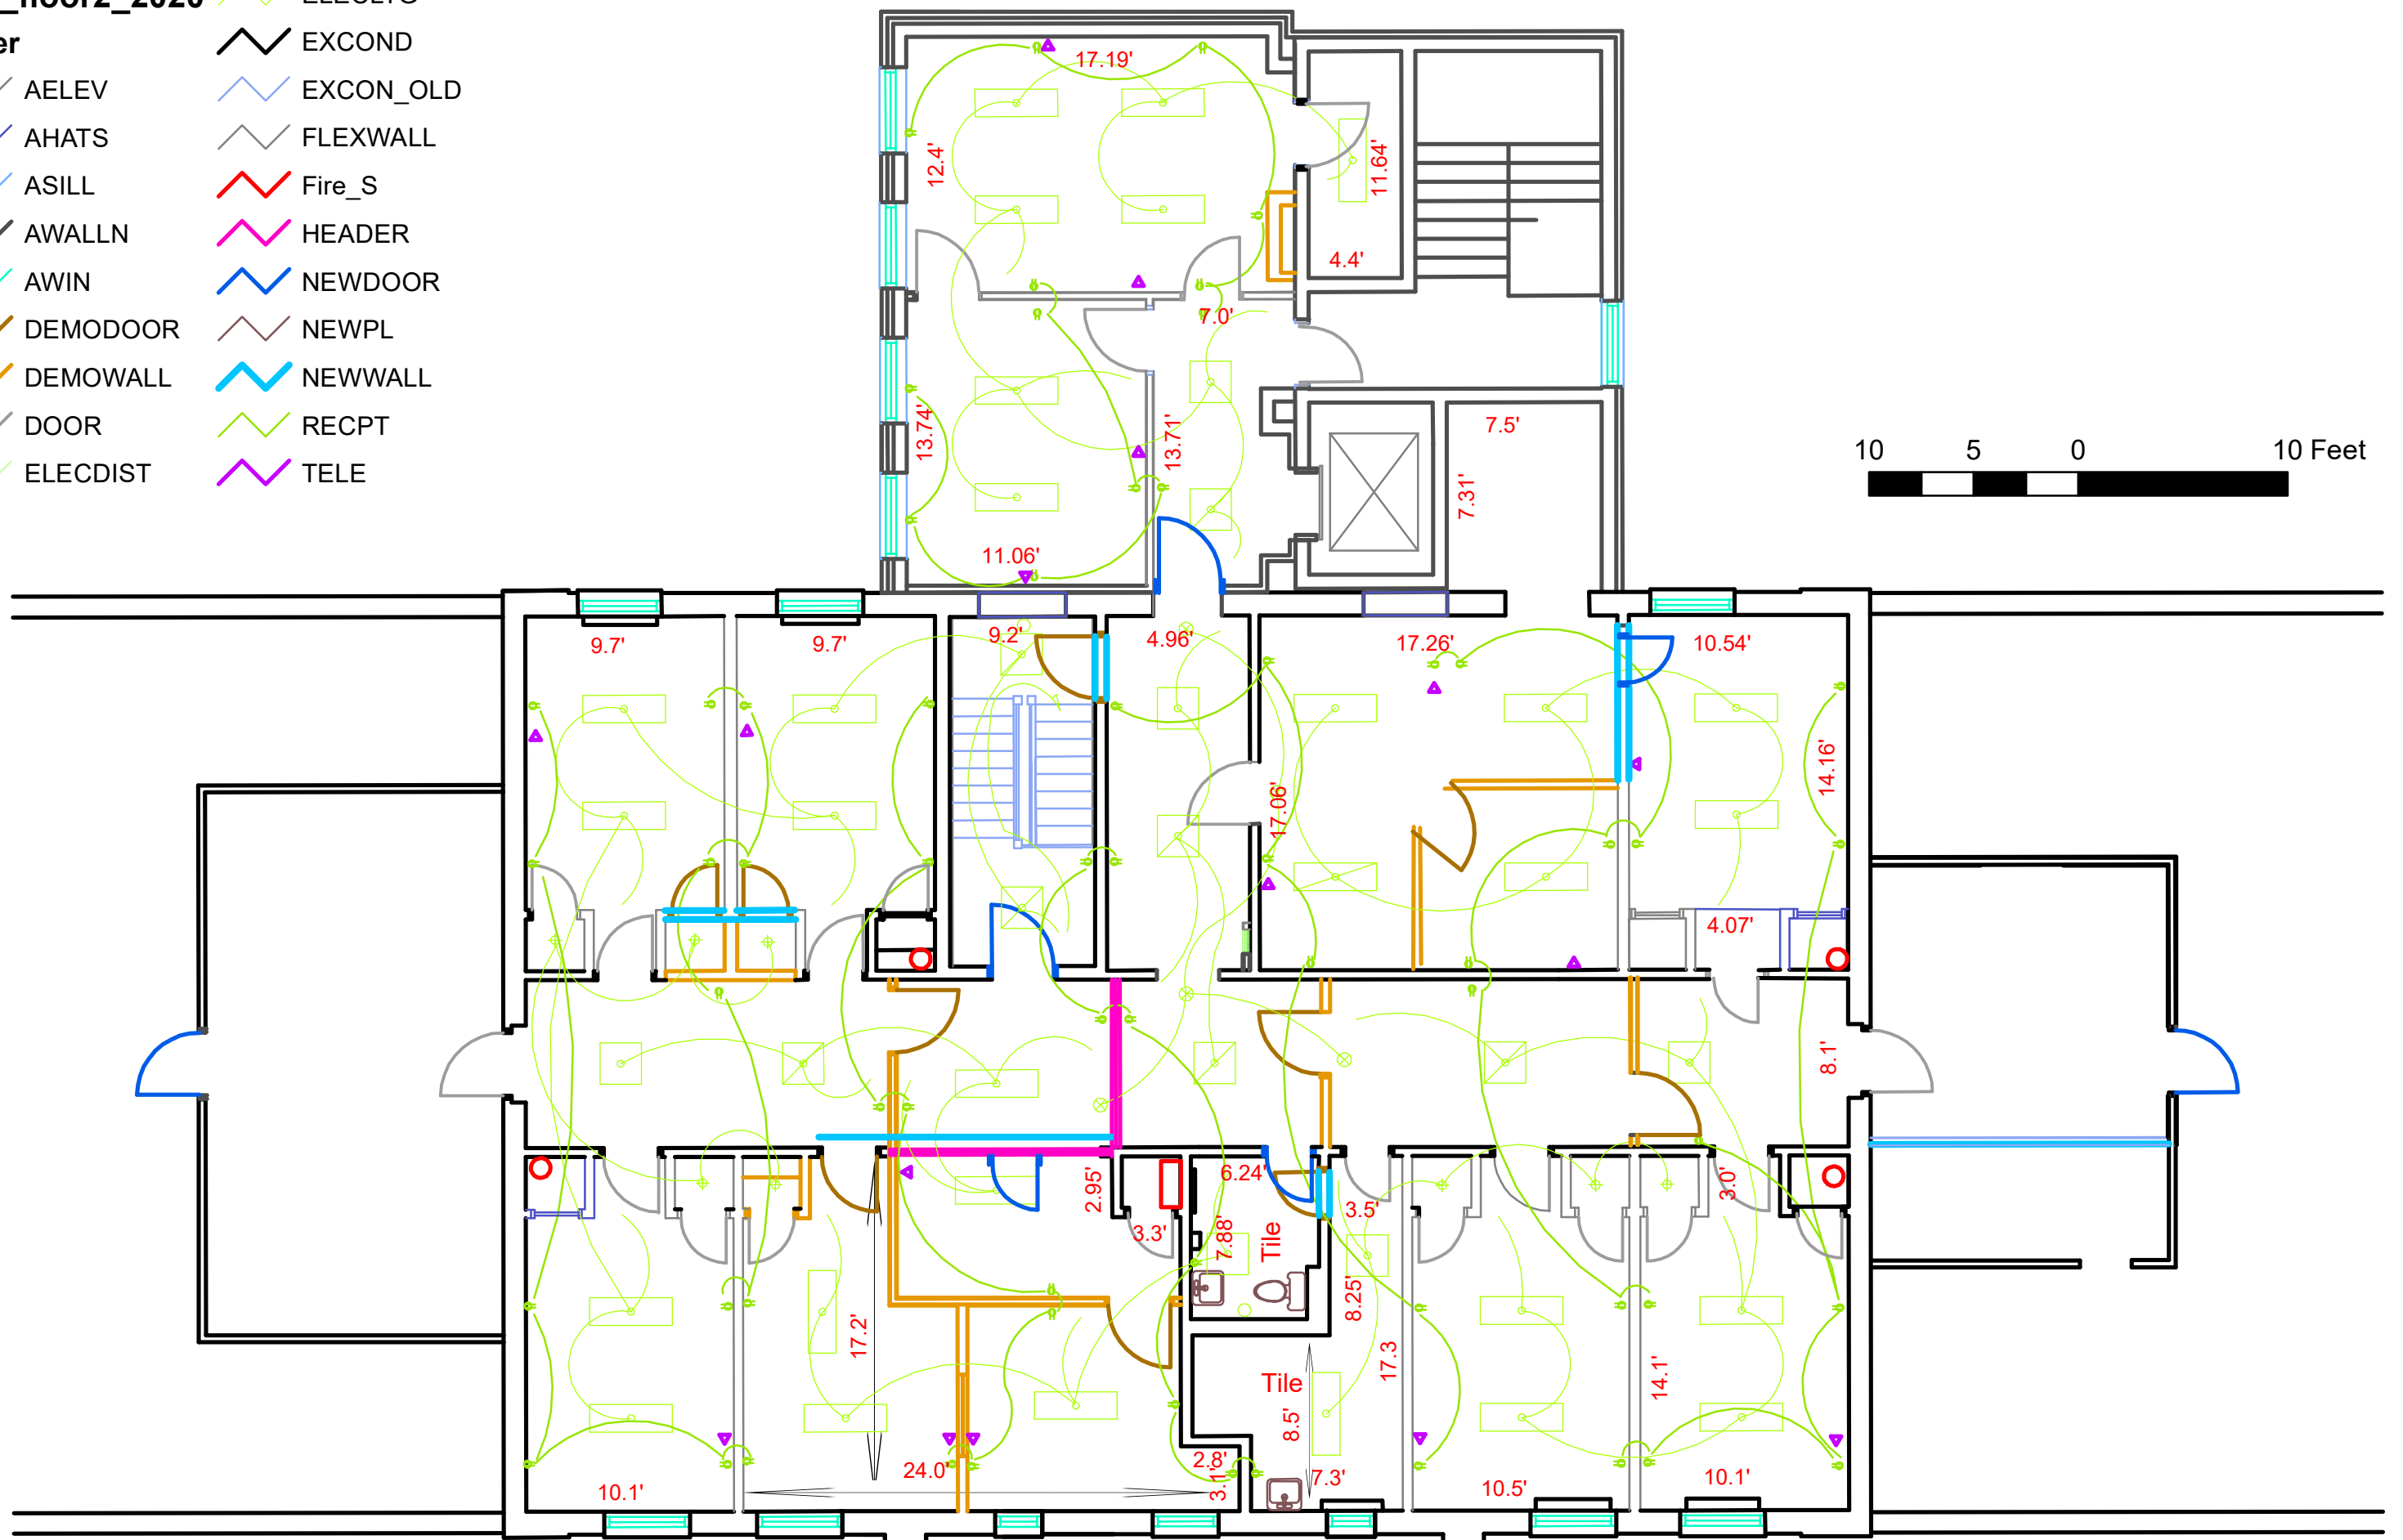 _floor2_2020
er
AELEV
AHATS
ASILL
AWALLN
AWIN
DEMODOOR
DEMOWALL
DOOR
ELECDIST
EXCOND
EXCON_OLD
FLEXWALL
Fire_S
HEADER
NEWDOOR
NEWPL
NEWWALL
RECPT
TELE
10 5 0 10 Feet
17.19'
12.4'
11.64'
4.4'
7.0'
13.74'
13.71'
7.5'
7.31'
11.06'
9.7'
9.7'
9.2'
4.96'
17.26'
10.54'
17.06'
14.16'
4.07'
8.1'
2.95'
3.3'
6.24'
7.88'
Tile
3.5'
3.0'
8.25'
17.2'
17.3
14.1'
Tile
8.5'
24.0'
2.8'
3.1'
7.3'
10.1'
10.5'
10.1'